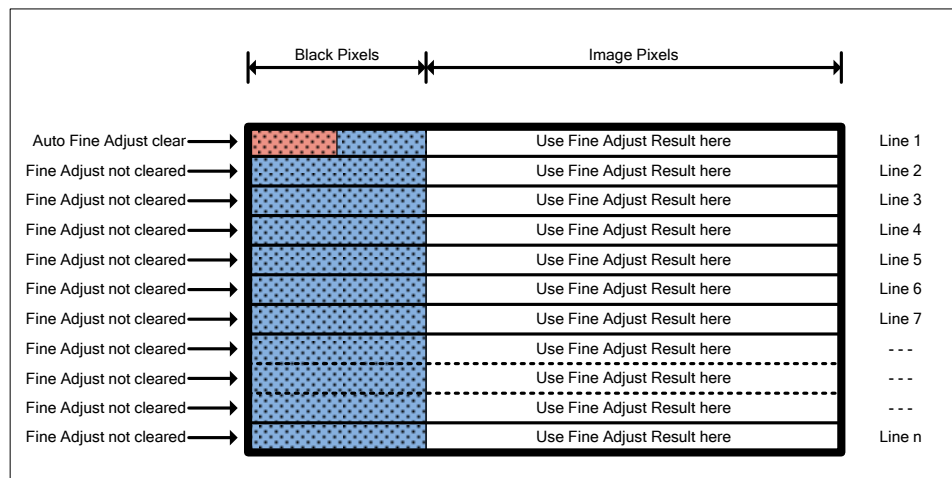 Black Pixels Image Pixels
Auto Fine Adjust clear Use Fine Adjust Result here Line 1
Fine Adjust not cleared Use Fine Adjust Result here Line 2
Fine Adjust not cleared Use Fine Adjust Result here Line 3
Fine Adjust not cleared Use Fine Adjust Result here Line 4
Fine Adjust not cleared Use Fine Adjust Result here Line 5
Fine Adjust not cleared Use Fine Adjust Result here Line 6
Fine Adjust not cleared Use Fine Adjust Result here Line 7
Fine Adjust not cleared Use Fine Adjust Result here - - -
Fine Adjust not cleared Use Fine Adjust Result here - - -
Fine Adjust not cleared Use Fine Adjust Result here - - -
Fine Adjust not cleared Use Fine Adjust Result here Line n